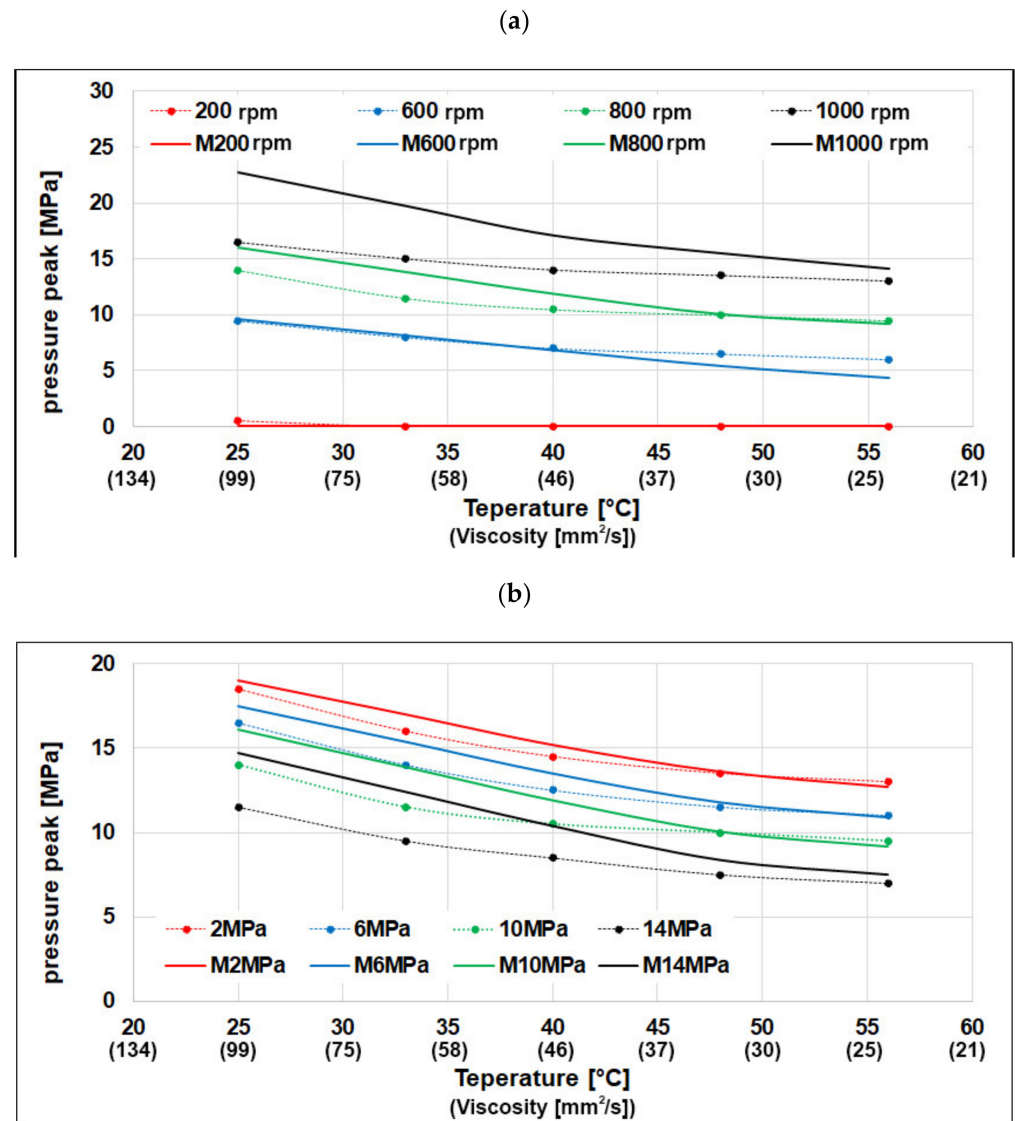 (a)
30
200 rpm 600 rpm 800 rpm 1000 rpm
M200 rpm M600 rpm M800 rpm M1000 rpm
25
20
15
10
5
0
pressure peak [MPa]
20 25 30 35 40 45 50 55 60
(134) (99) (75) (58) (46) (37) (30) (25) (21)
Teperature [°C]
(Viscosity [mm²/s])
(b)
20
15
10
5
0
pressure peak [MPa]
2MPa 6MPa 10MPa 14MPa
M2MPa M6MPa M10MPa M14MPa
20 25 30 35 40 45 50 55 60
(134) (99) (75) (58) (46) (37) (30) (25) (21)
Teperature [°C]
(Viscosity [mm²/s])